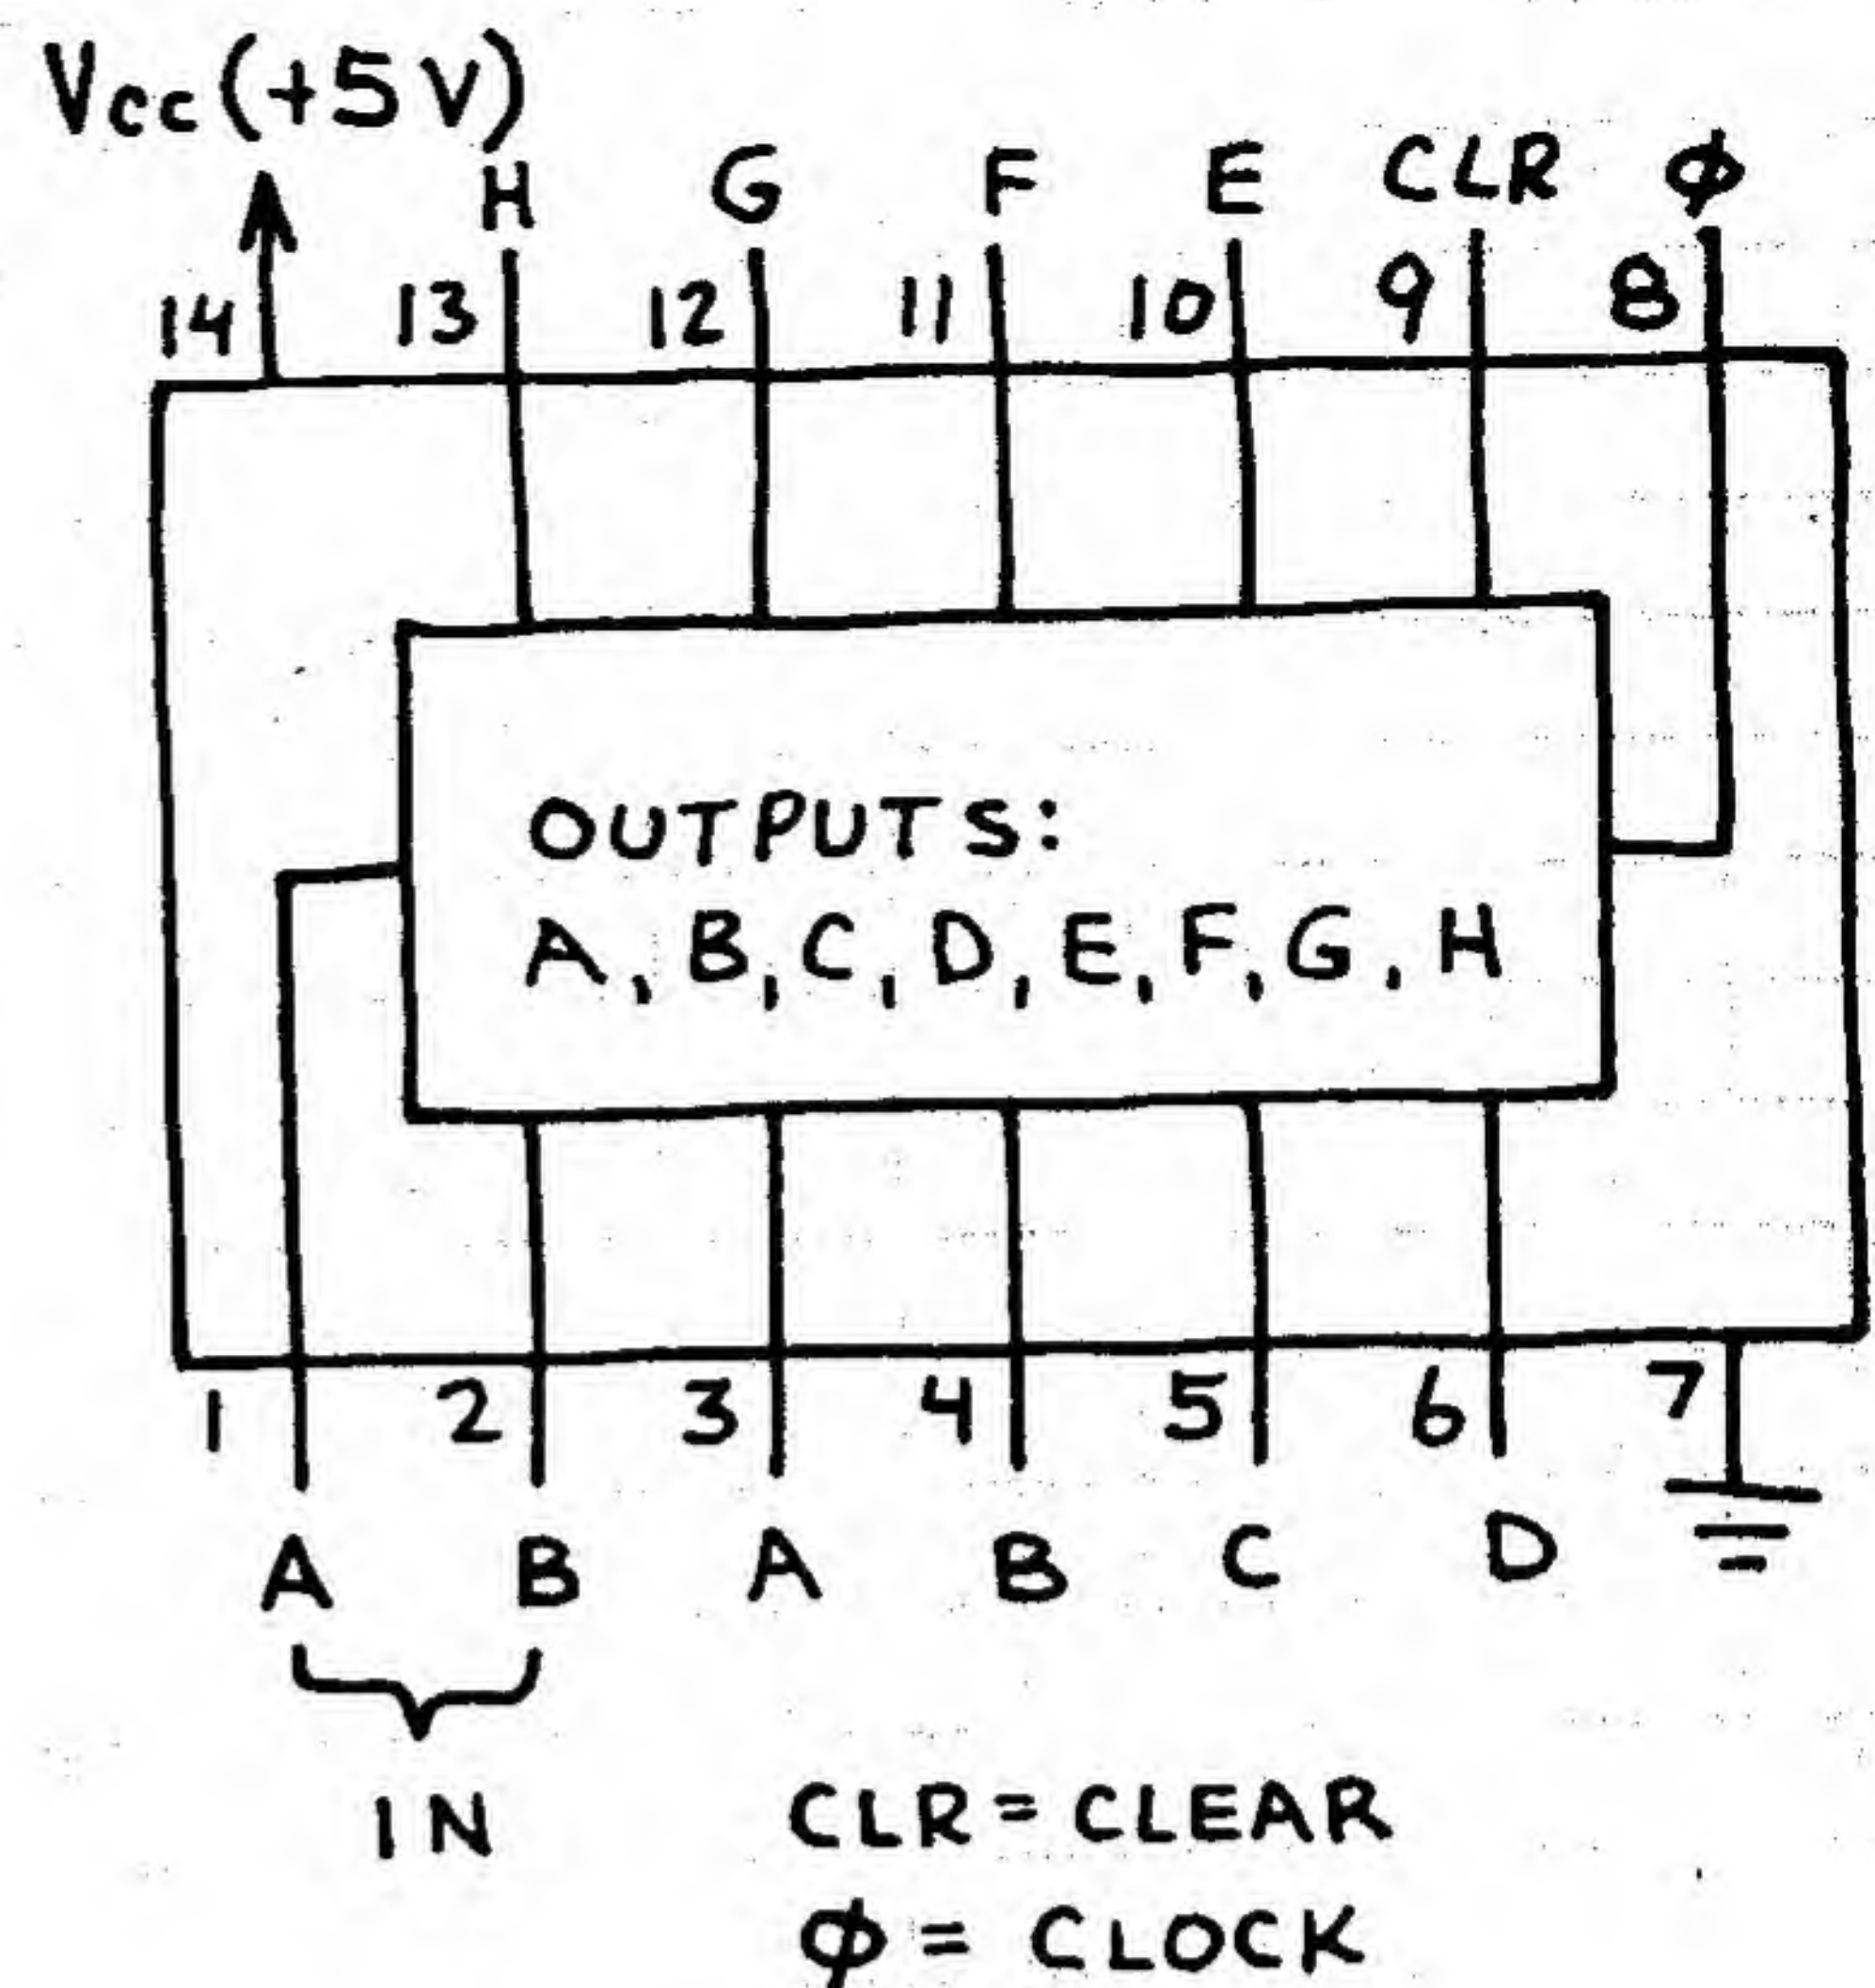 Vcc (+5 V)
H G F E CLR φ
14 13 12 11 10 9 8
OUTPUTS:
A, B, C, D, E, F, G, H
1 2 3 4 5 6 7
A B A B C D
IN
CLR = CLEAR
φ = CLOCK